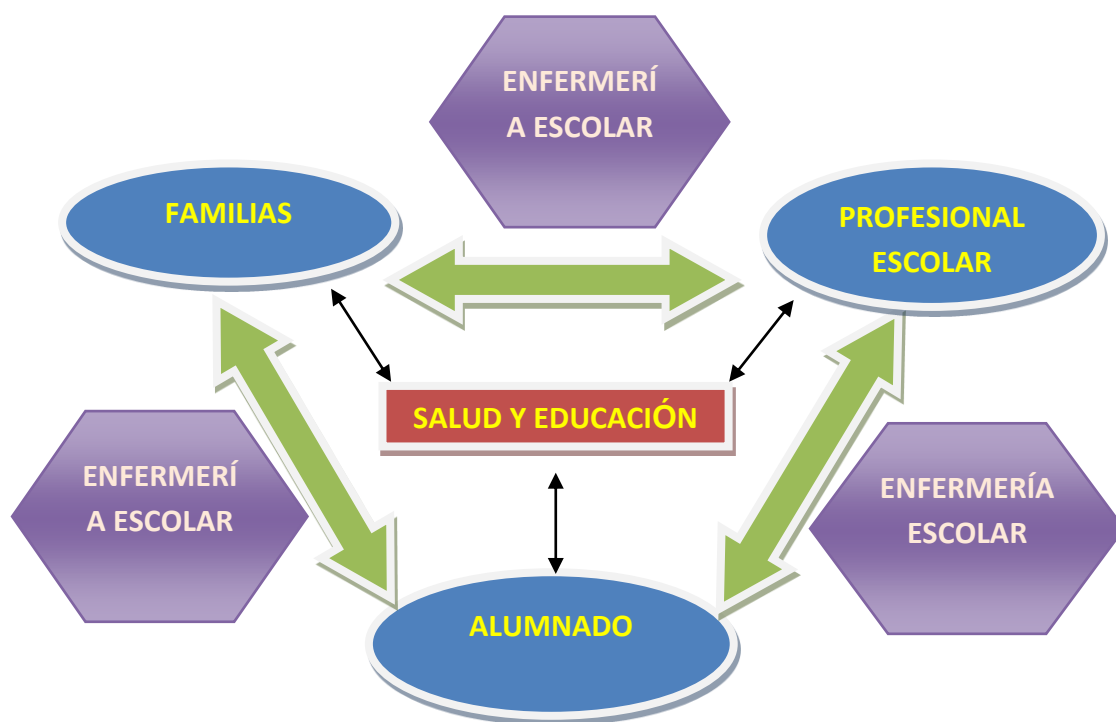 ENFERMERÍ
A ESCOLAR
FAMILIAS
PROFESIONAL
ESCOLAR
SALUD Y EDUCACIÓN
ENFERMERÍ
A ESCOLAR
ENFERMERÍA
ESCOLAR
ALUMNADO